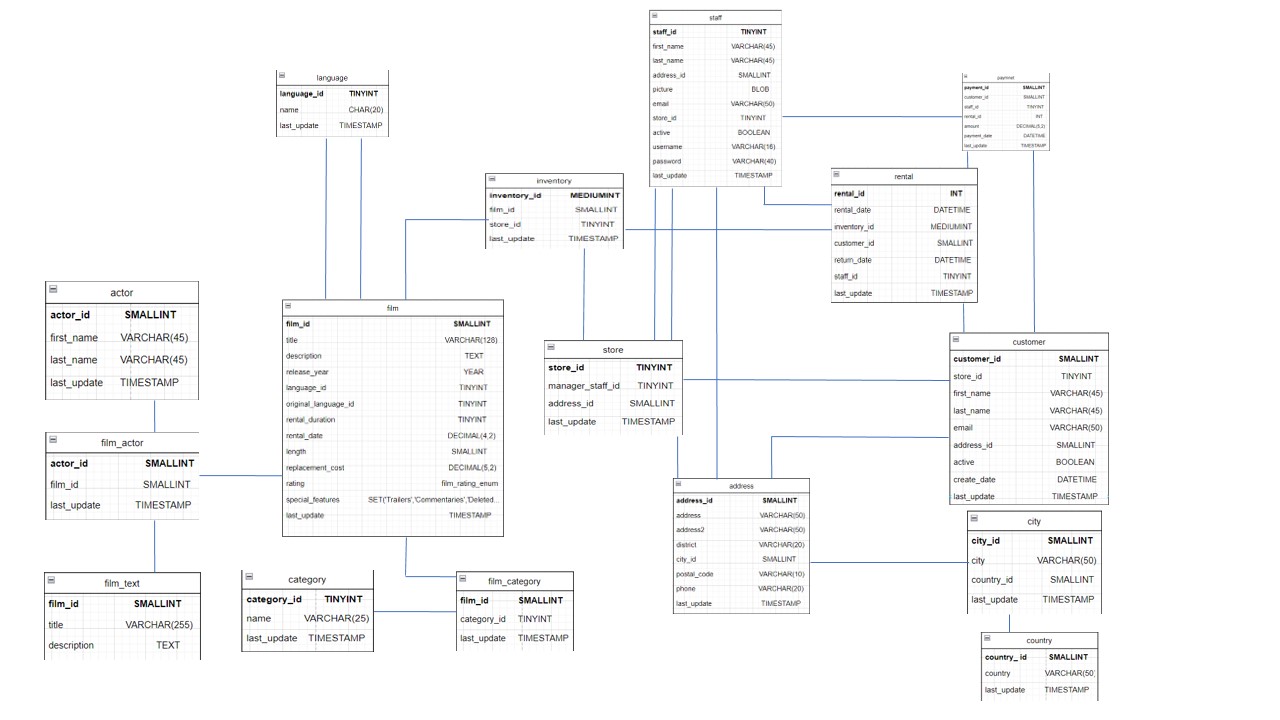 staff
staff_id TINYINT
first_name VARCHAR(45)
last_name VARCHAR(45)
address_id SMALLINT
picture BLOB
email VARCHAR(50)
store_id TINYINT
active BOOLEAN
username VARCHAR(16)
password VARCHAR(40)
last_update TIMESTAMP
language
language_id TINYINT
name CHAR(20)
last_update TIMESTAMP
paymnet
payment_id SMALLINT
customer_id SMALLINT
staff_id TINYINT
rental_id INT
amount DECIMAL(5,2)
payment_date DATETIME
last_update TIMESTAMP
inventory
inventory_id MEDIUMINT
film_id SMALLINT
store_id TINYINT
last_update TIMESTAMP
rental
rental_id INT
rental_date DATETIME
inventory_id MEDIUMINT
customer_id SMALLINT
return_date DATETIME
staff_id TINYINT
last_update TIMESTAMP
actor
actor_id SMALLINT
first_name VARCHAR(45)
last_name VARCHAR(45)
last_update TIMESTAMP
film
film_id SMALLINT
title VARCHAR(128)
description TEXT
release_year YEAR
language_id TINYINT
original_language_id TINYINT
rental_duration TINYINT
rental_date DECIMAL(4,2)
length SMALLINT
replacement_cost DECIMAL(5,2)
rating film_rating_enum
special_features SET('Trailers','Commentaries','Deleted...
last_update TIMESTAMP
store
store_id TINYINT
manager_staff_id TINYINT
address_id SMALLINT
last_update TIMESTAMP
customer
customer_id SMALLINT
store_id TINYINT
first_name VARCHAR(45)
last_name VARCHAR(45)
email VARCHAR(50)
address_id SMALLINT
active BOOLEAN
create_date DATETIME
last_update TIMESTAMP
film_actor
actor_id SMALLINT
film_id SMALLINT
last_update TIMESTAMP
address
address_id SMALLINT
address VARCHAR(50)
address2 VARCHAR(50)
district VARCHAR(20)
city_id SMALLINT
postal_code VARCHAR(10)
phone VARCHAR(20)
last_update TIMESTAMP
city
city_id SMALLINT
city VARCHAR(50)
country_id SMALLINT
last_update TIMESTAMP
film_text
film_id SMALLINT
title VARCHAR(255)
description TEXT
category
category_id TINYINT
name VARCHAR(25)
last_update TIMESTAMP
film_category
film_id SMALLINT
category_id TINYINT
last_update TIMESTAMP
country
country_ id SMALLINT
country VARCHAR(50)
last_update TIMESTAMP